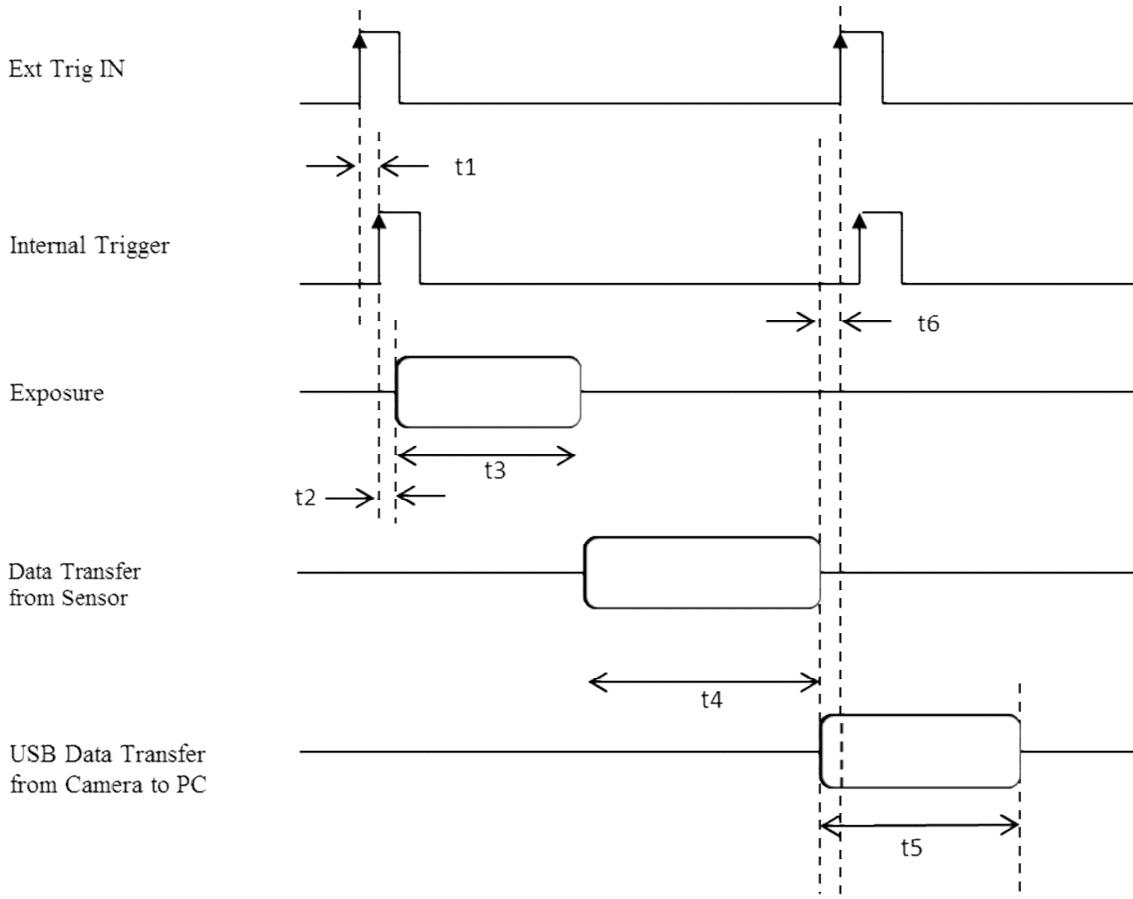 Ext Trig IN
t1
Internal Trigger
t6
Exposure
t3
t2
Data Transfer
from Sensor
t4
USB Data Transfer
from Camera to PC
t5